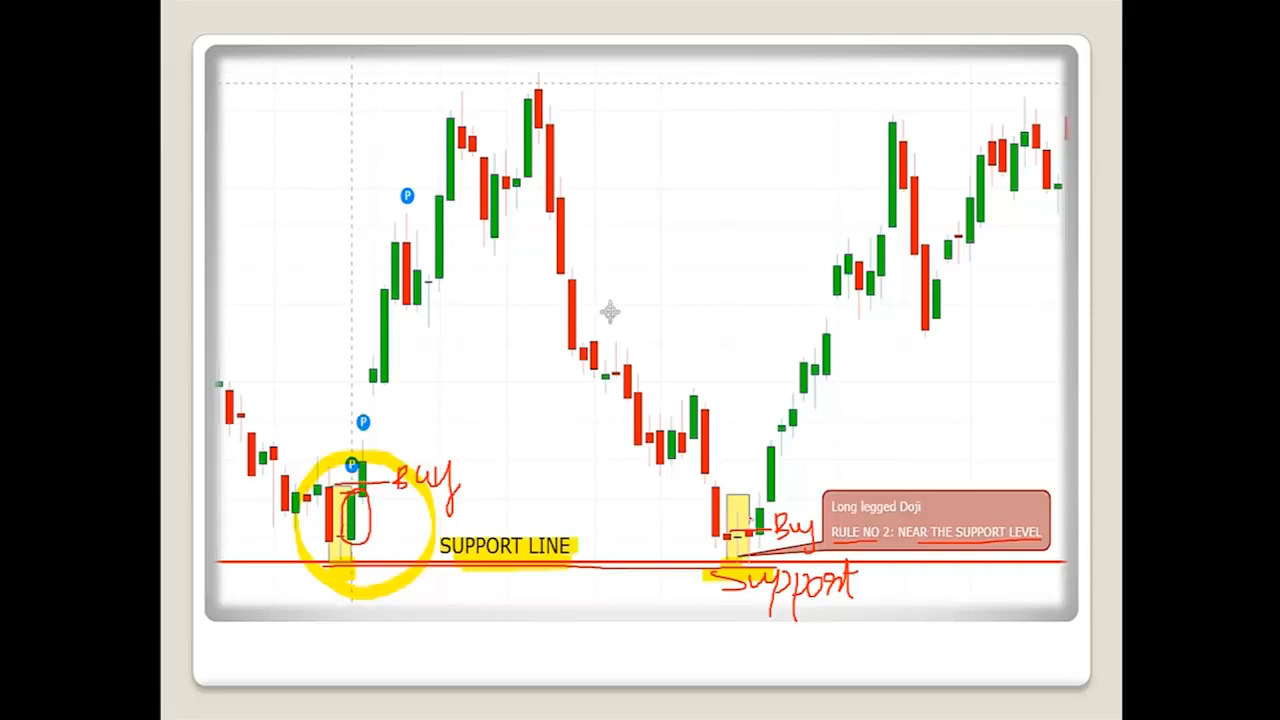 P
P
P
Buy
SUPPORT LINE
Buy
Long legged Doji
RULE NO 2: NEAR THE SUPPORT LEVEL
Support